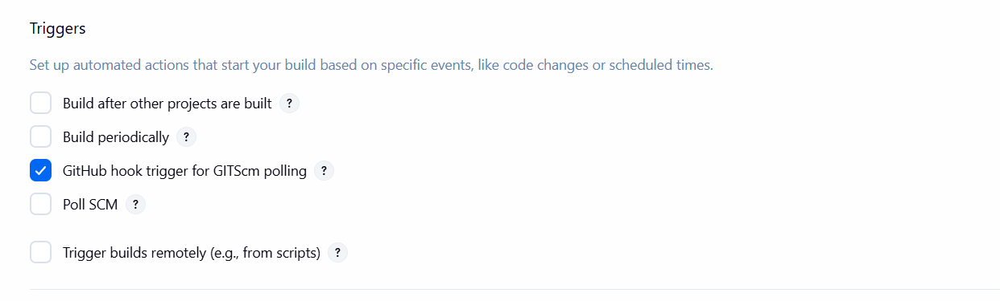 Triggers
Set up automated actions that start your build based on specific events, like code changes or scheduled times.
Build after other projects are built ?
Build periodically ?
GitHub hook trigger for GITScm polling ?
Poll SCM ?
Trigger builds remotely (e.g., from scripts) ?